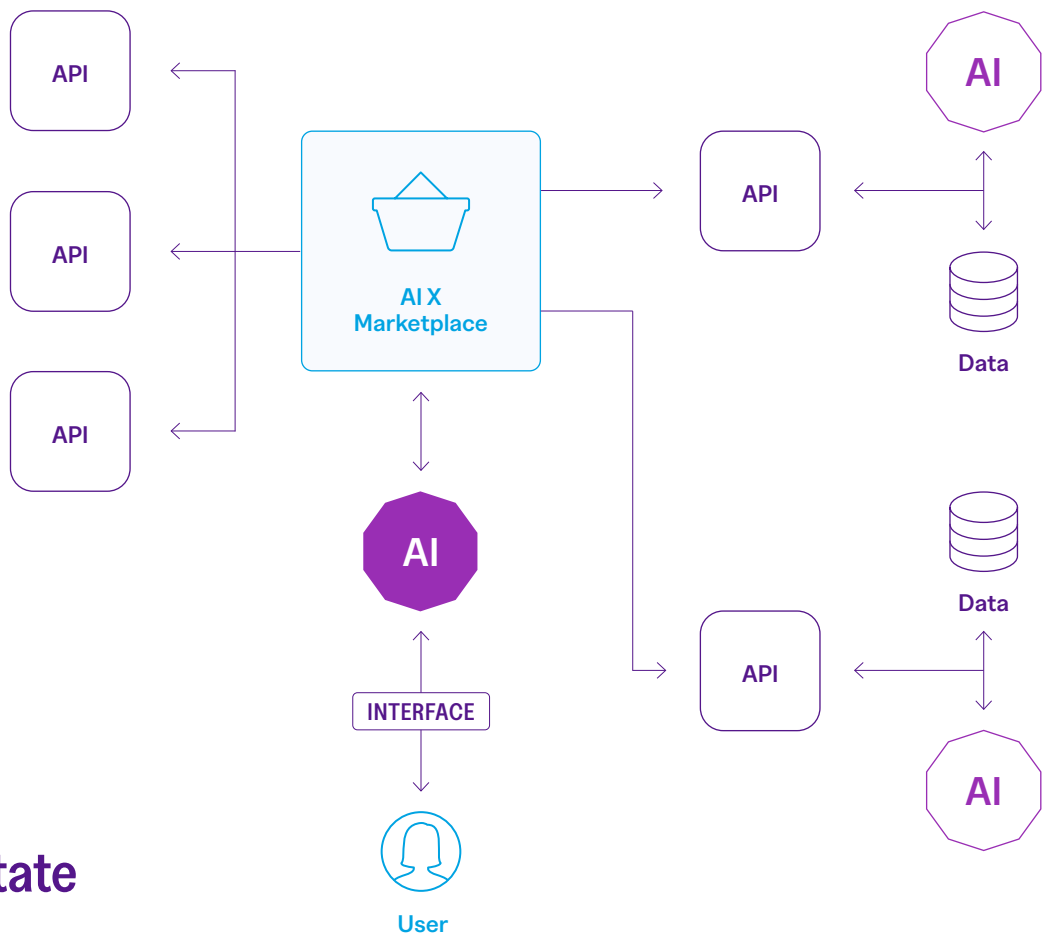 API
AI
API
API
AI X
Marketplace
Data
API
AI
Data
API
INTERFACE
AI
tate
User